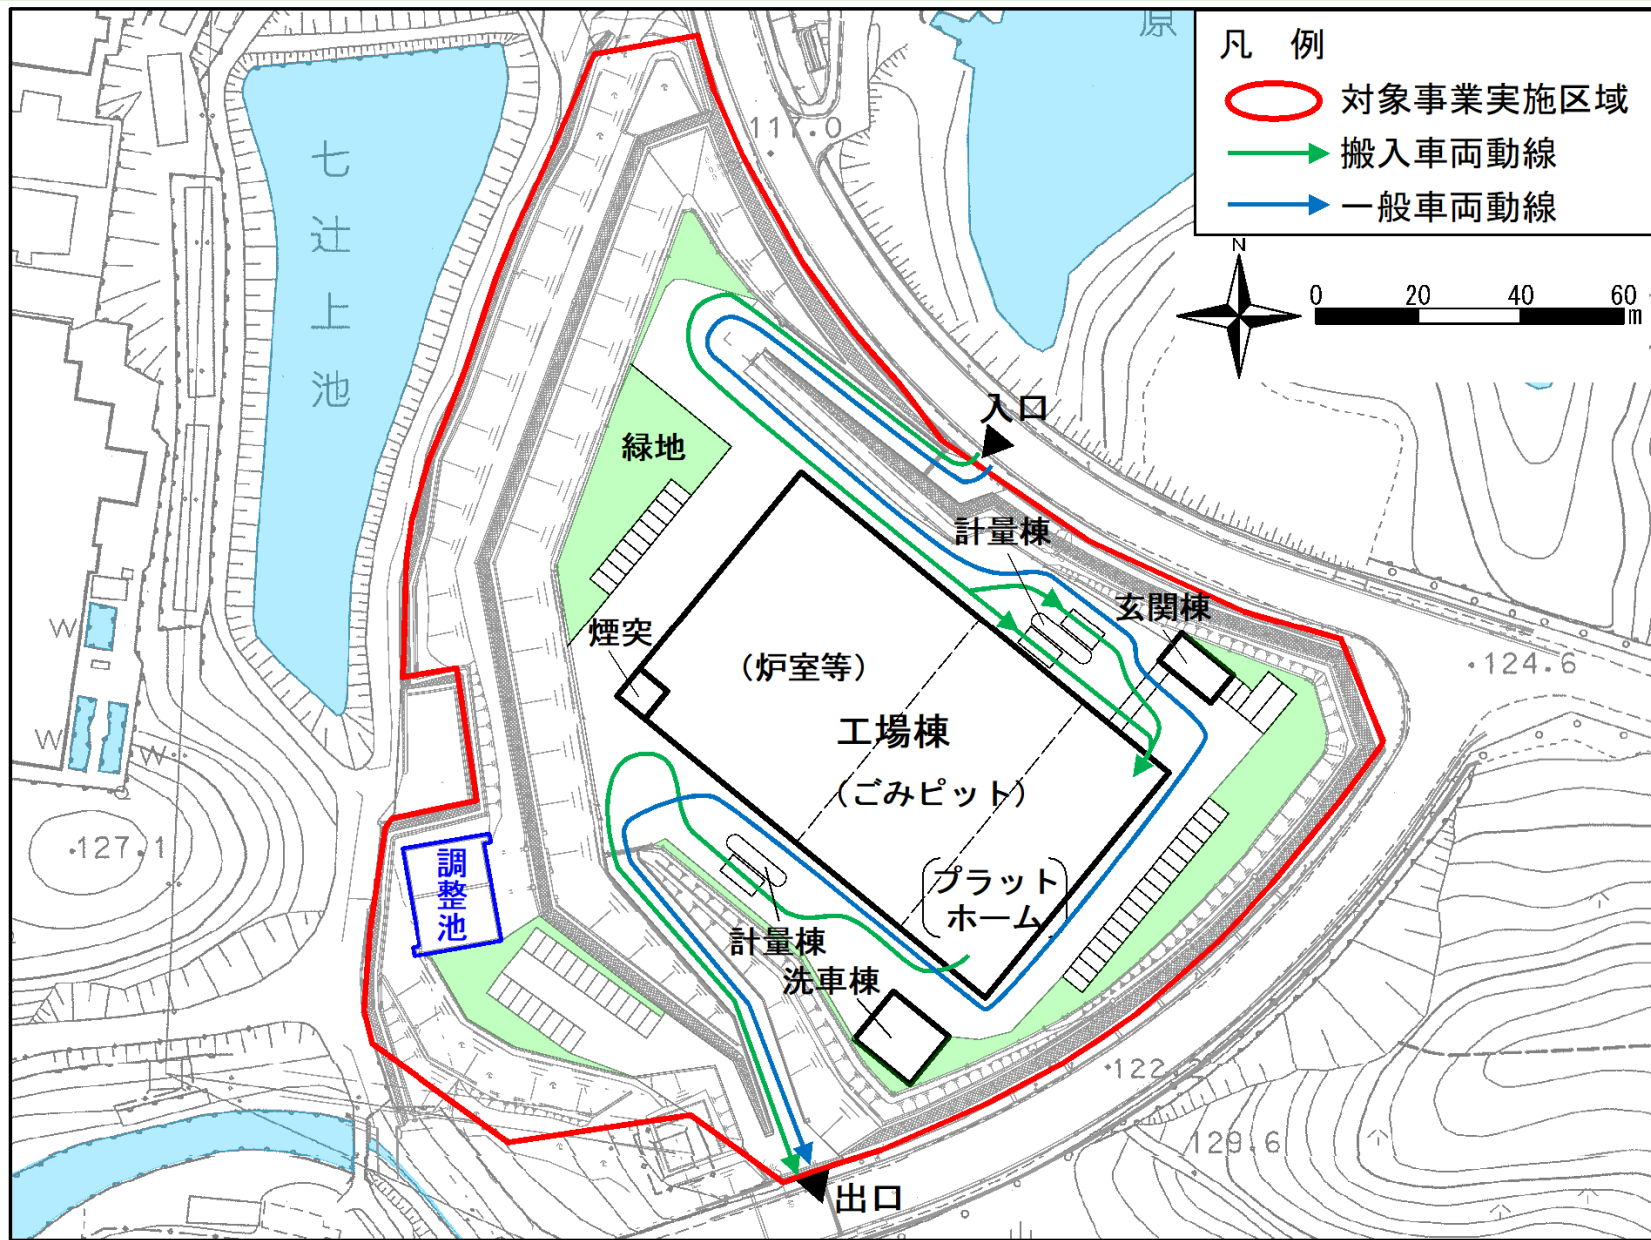 原
凡　例
対象事業実施区域
搬入車両動線
一般車両動線
N
0 20 40 60
m
117.0
七辻上池
入口
緑地
計量棟
玄関棟
煙突
(炉室等)
工場棟
(ごみピット)
プラット
ホーム
124.6
W
W
W
127.1
調整池
計量棟
洗車棟
122.2
129.6
出口
山